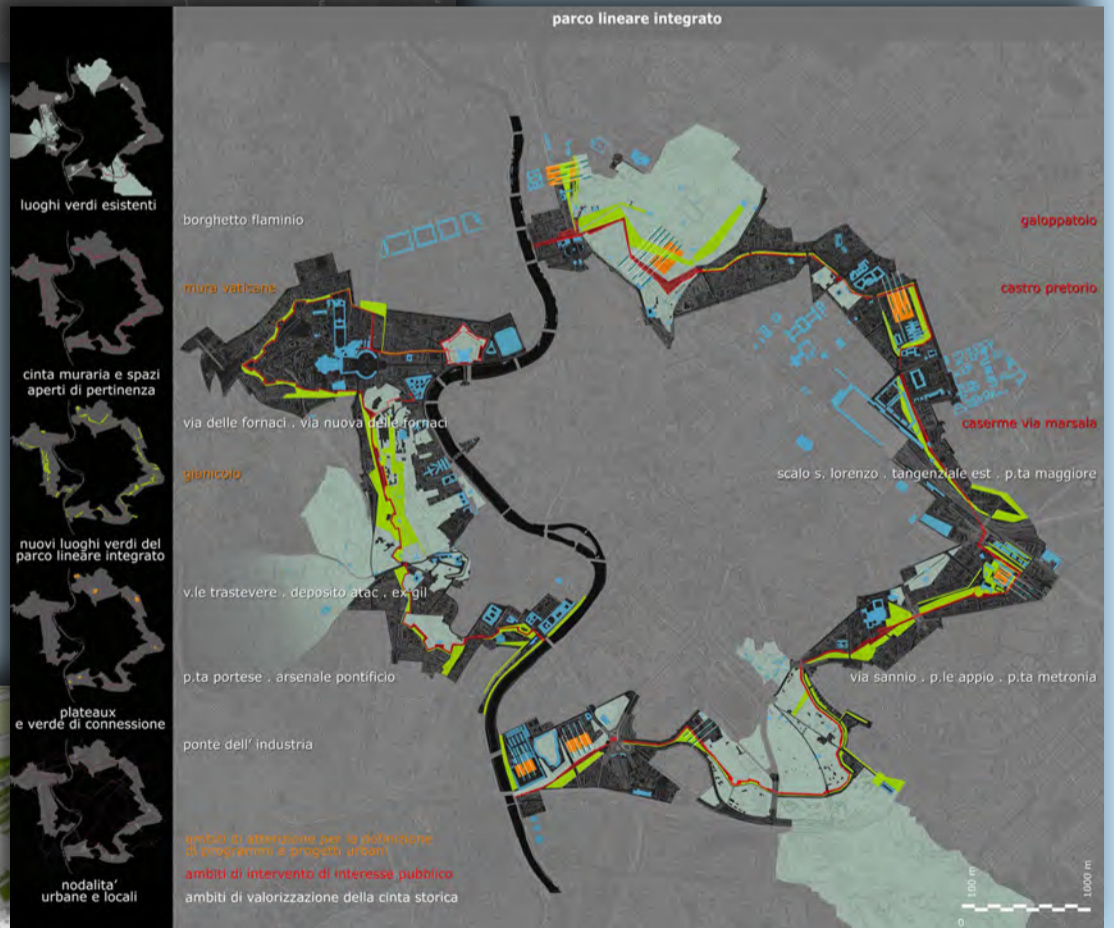 parco lineare integrato
luoghi verdi esistenti
cinta muraria e spazi
aperti di pertinenza
nuovi luoghi verdi del
parco lineare integrato
plateaux
e verde di connessione
nodalita'
urbane e locali
borghetto flaminio
mura vaticane
via delle fornaci . via nuova delle fornaci
gianicolo
v.le trastevere . deposito atac . ex gil
p.ta portese . arsenale pontificio
ponte dell' industria
galoppatoio
castro pretorio
caserme via marsala
scalo s. lorenzo . tangenziale est . p.ta maggiore
via sannio . p.le appio . p.ta metronia
ambiti di attenzione per la definizione
di programmi e progetti urbani
ambiti di intervento di interesse pubblico
ambiti di valorizzazione della cinta storica
0
100 m
1000 m